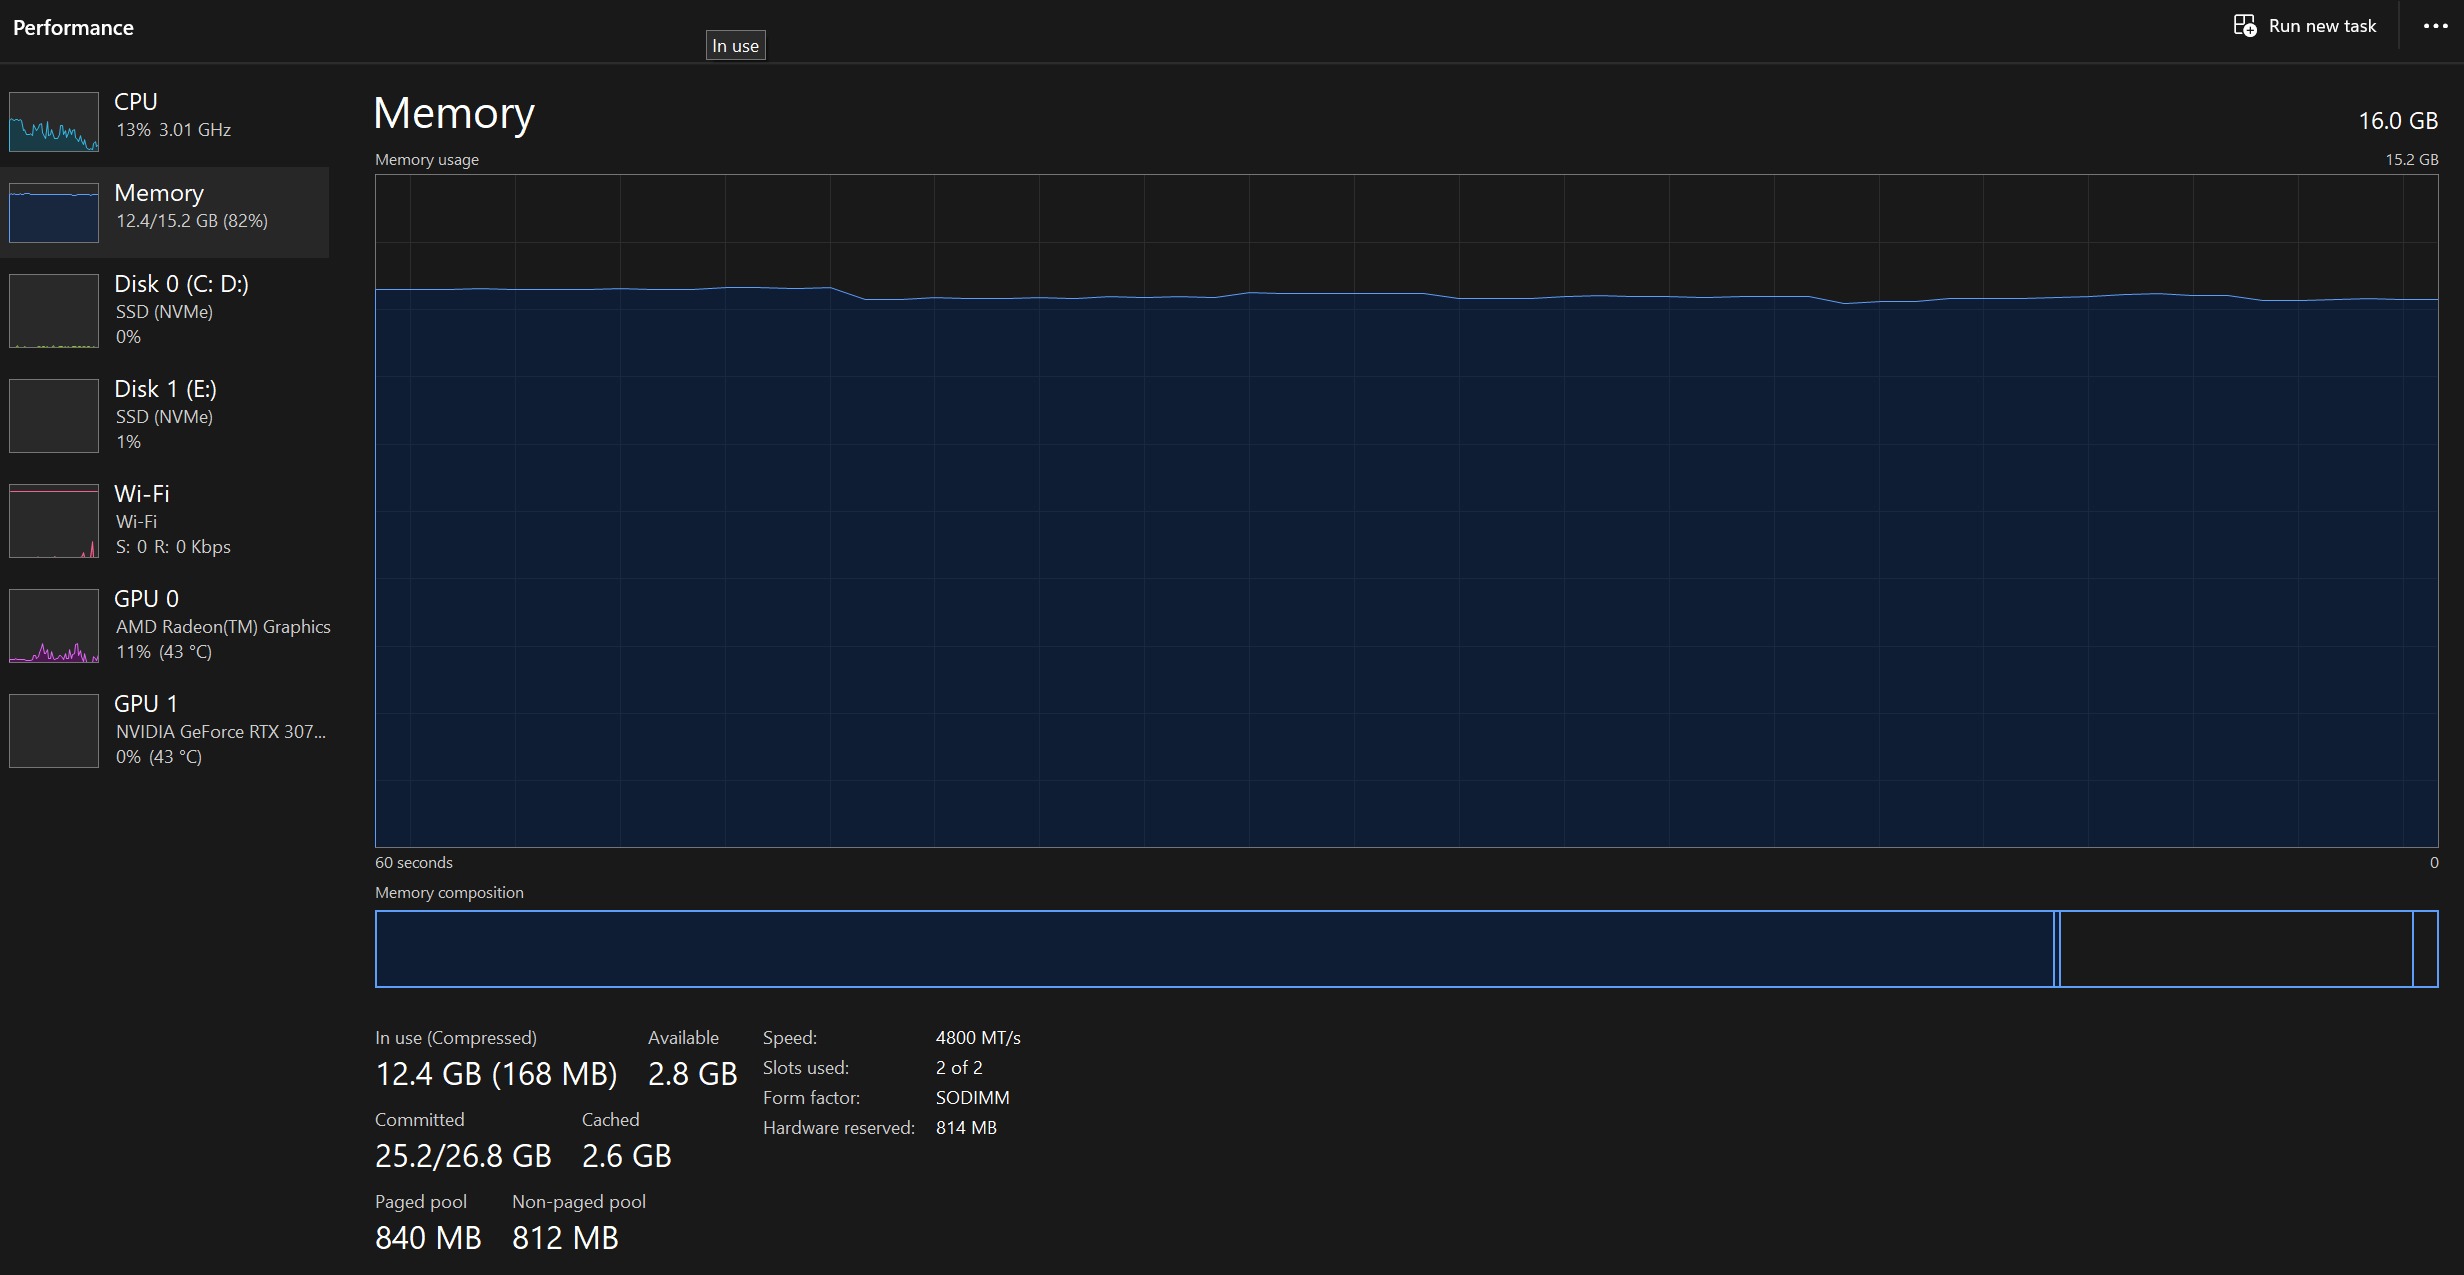 Performance
In use
Run new task
CPU
13% 3.01 GHz
Memory
12.4/15.2 GB (82%)
Disk 0 (C: D:)
SSD (NVMe)
0%
Disk 1 (E:)
SSD (NVMe)
1%
Wi-Fi
Wi-Fi
S: 0 R: 0 Kbps
GPU 0
AMD Radeon(TM) Graphics
11% (43 °C)
GPU 1
NVIDIA GeForce RTX 307...
0% (43 °C)
Memory
16.0 GB
Memory usage
15.2 GB
60 seconds
0
Memory composition
In use (Compressed)
12.4 GB (168 MB)
Available
2.8 GB
Committed
25.2/26.8 GB
Cached
2.6 GB
Paged pool
840 MB
Non-paged pool
812 MB
Speed: 4800 MT/s
Slots used: 2 of 2
Form factor: SODIMM
Hardware reserved: 814 MB